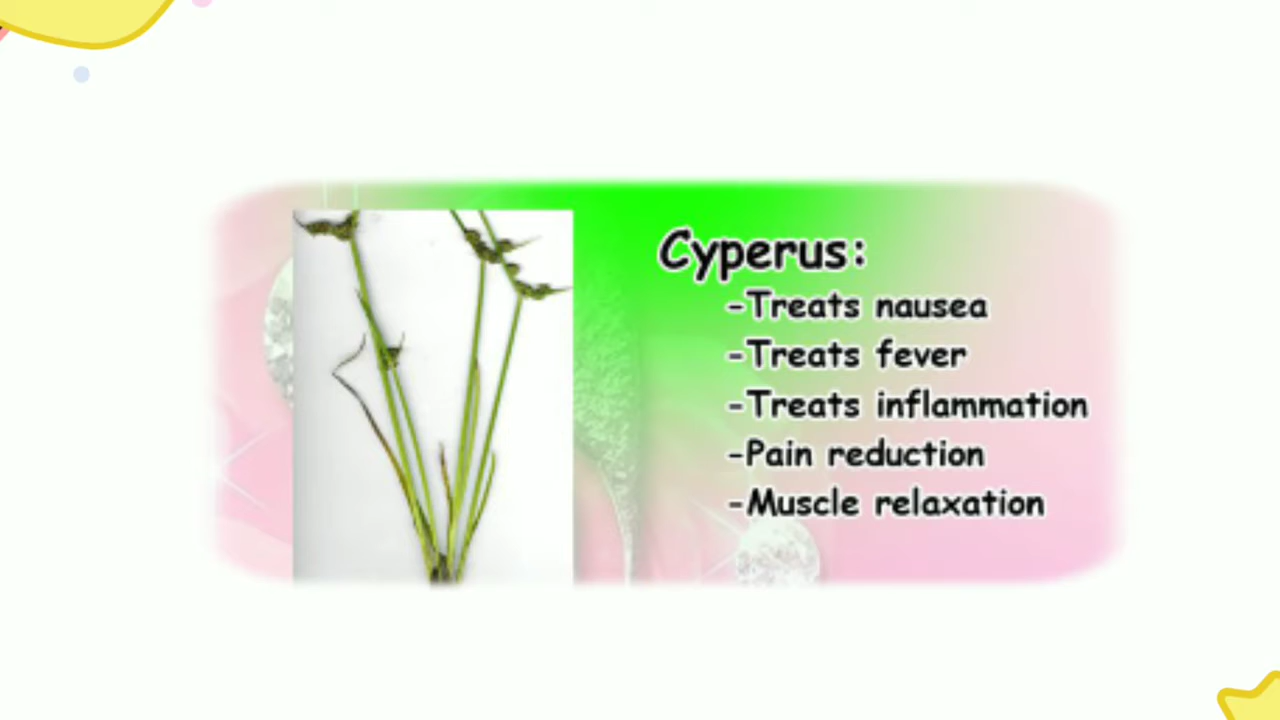 Cyperus:
-Treats nausea
-Treats fever
-Treats inflammation
-Pain reduction
-Muscle relaxation